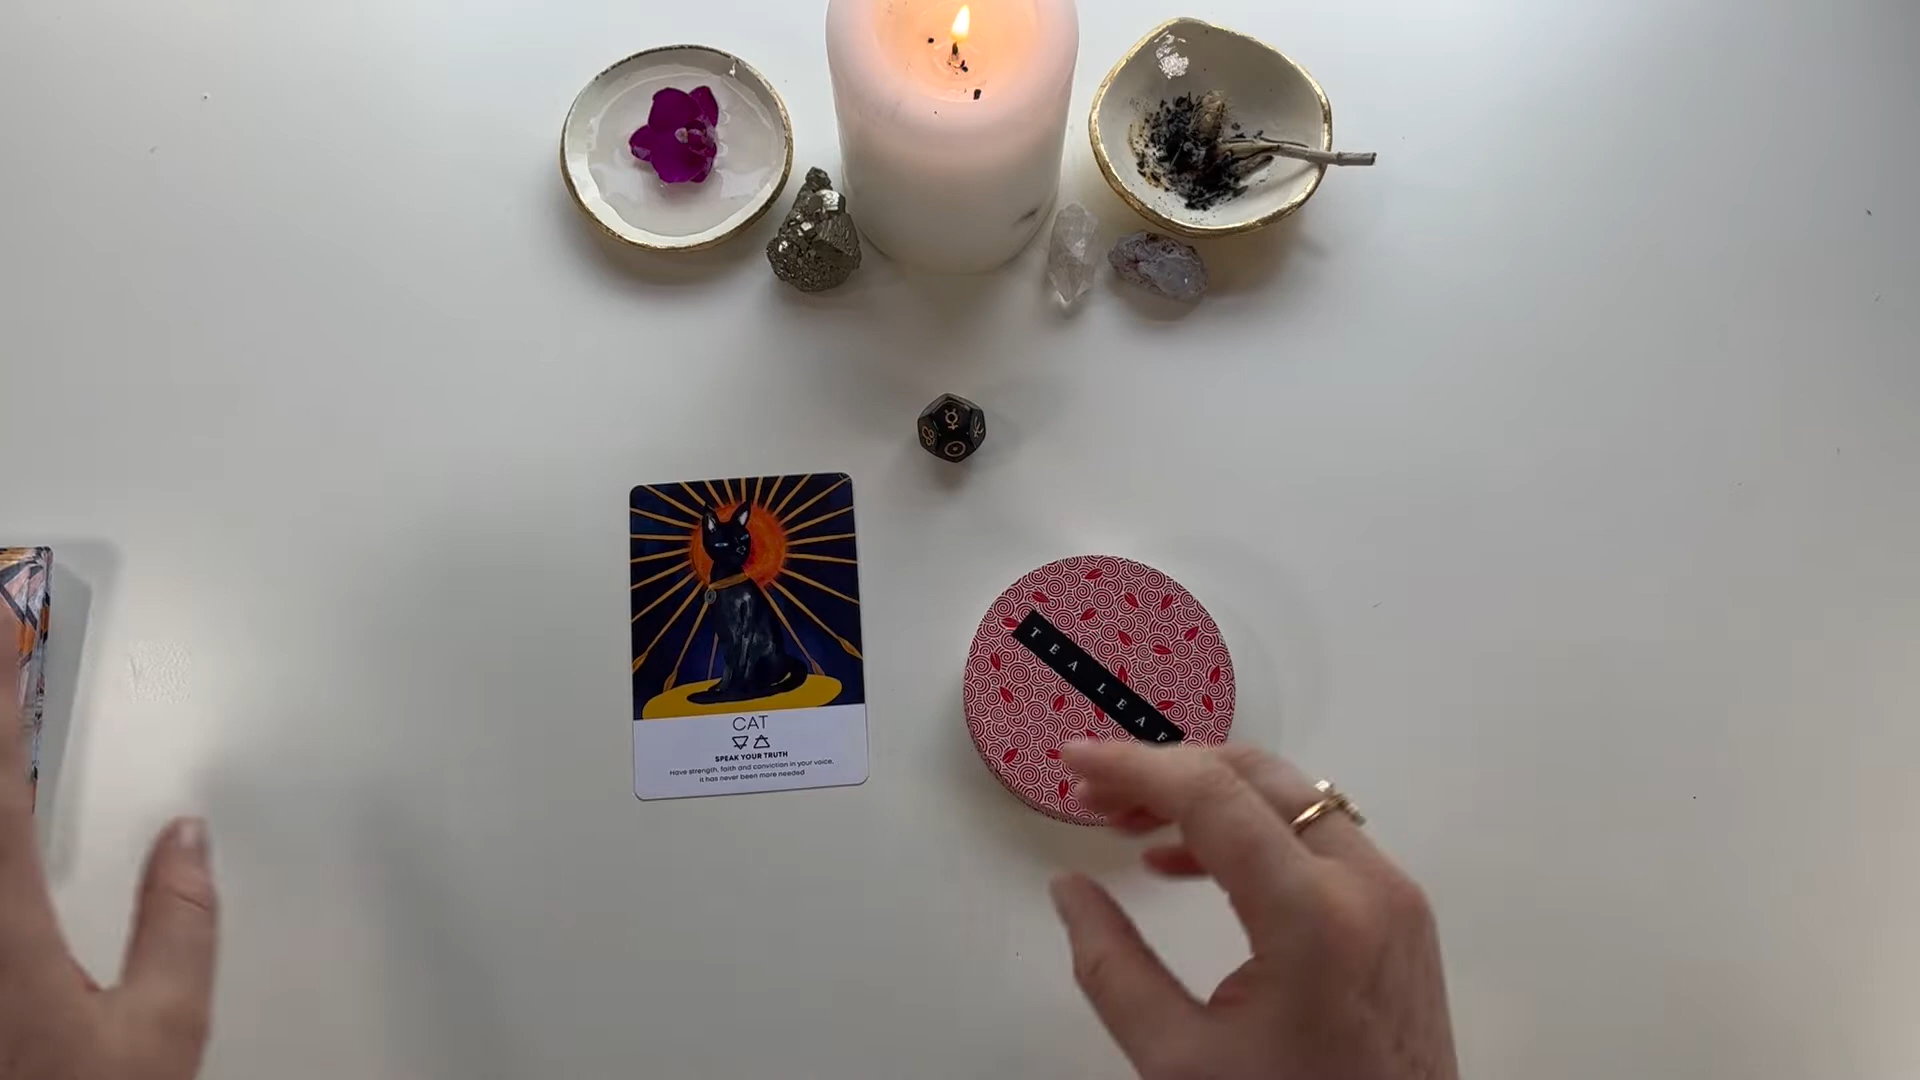 CAT
SPEAK YOUR TRUTH
Have strength, faith and conviction in your voice,
it has never been more needed
TEA LEAF